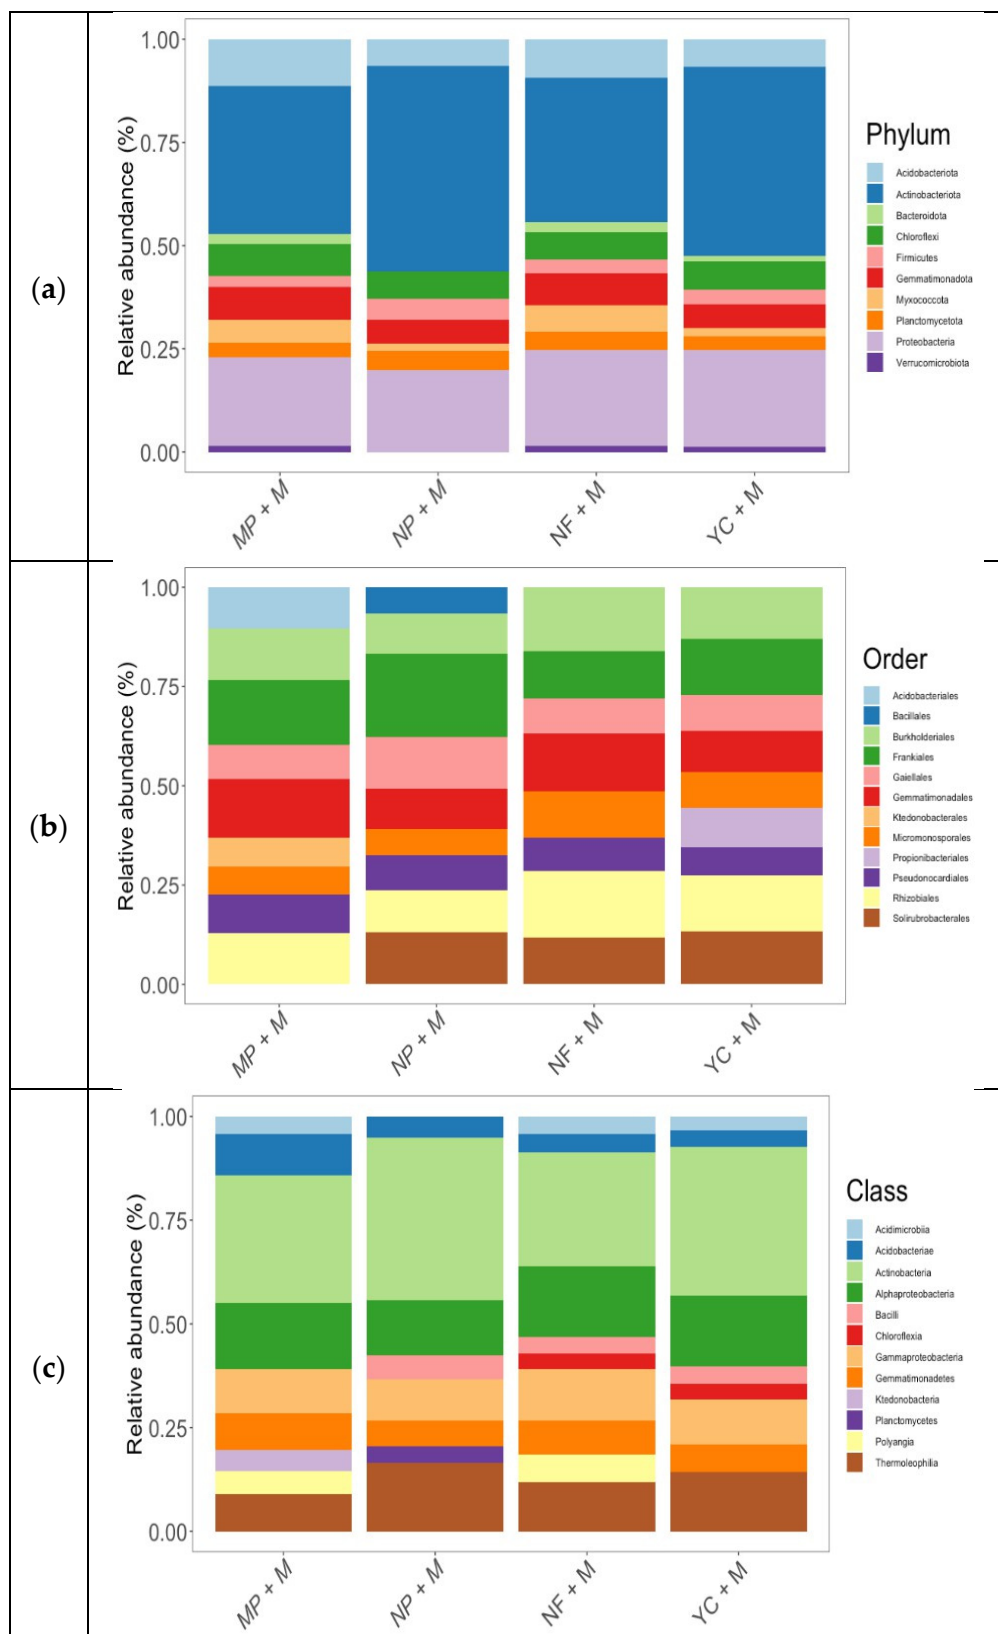 (a)
Relative abundance (%)
1.00
0.75
0.50
0.25
0.00
MP + M
NP + M
NF + M
YC + M
Phylum
Acidobacteriota
Actinobacteriota
Bacteroidota
Chloroflexi
Firmicutes
Gemmatimonadota
Myxococcota
Planctomycetota
Proteobacteria
Verrucomicrobiota
(b)
Relative abundance (%)
1.00
0.75
0.50
0.25
0.00
MP + M
NP + M
NF + M
YC + M
Order
Acidobacteriales
Bacillales
Burkholderiales
Frankiales
Gaiellales
Gemmatimonadales
Ktedonobacterales
Micromonosporales
Propionibacteriales
Pseudonocardiales
Rhizobiales
Solirubrobacterales
(c)
Relative abundance (%)
1.00
0.75
0.50
0.25
0.00
MP + M
NP + M
NF + M
YC + M
Class
Acidimicrobiia
Acidobacteriae
Actinobacteria
Alphaproteobacteria
Bacilli
Chloroflexia
Gammaproteobacteria
Gemmatimonadetes
Ktedonobacteria
Planctomycetes
Polyangia
Thermoleophilia